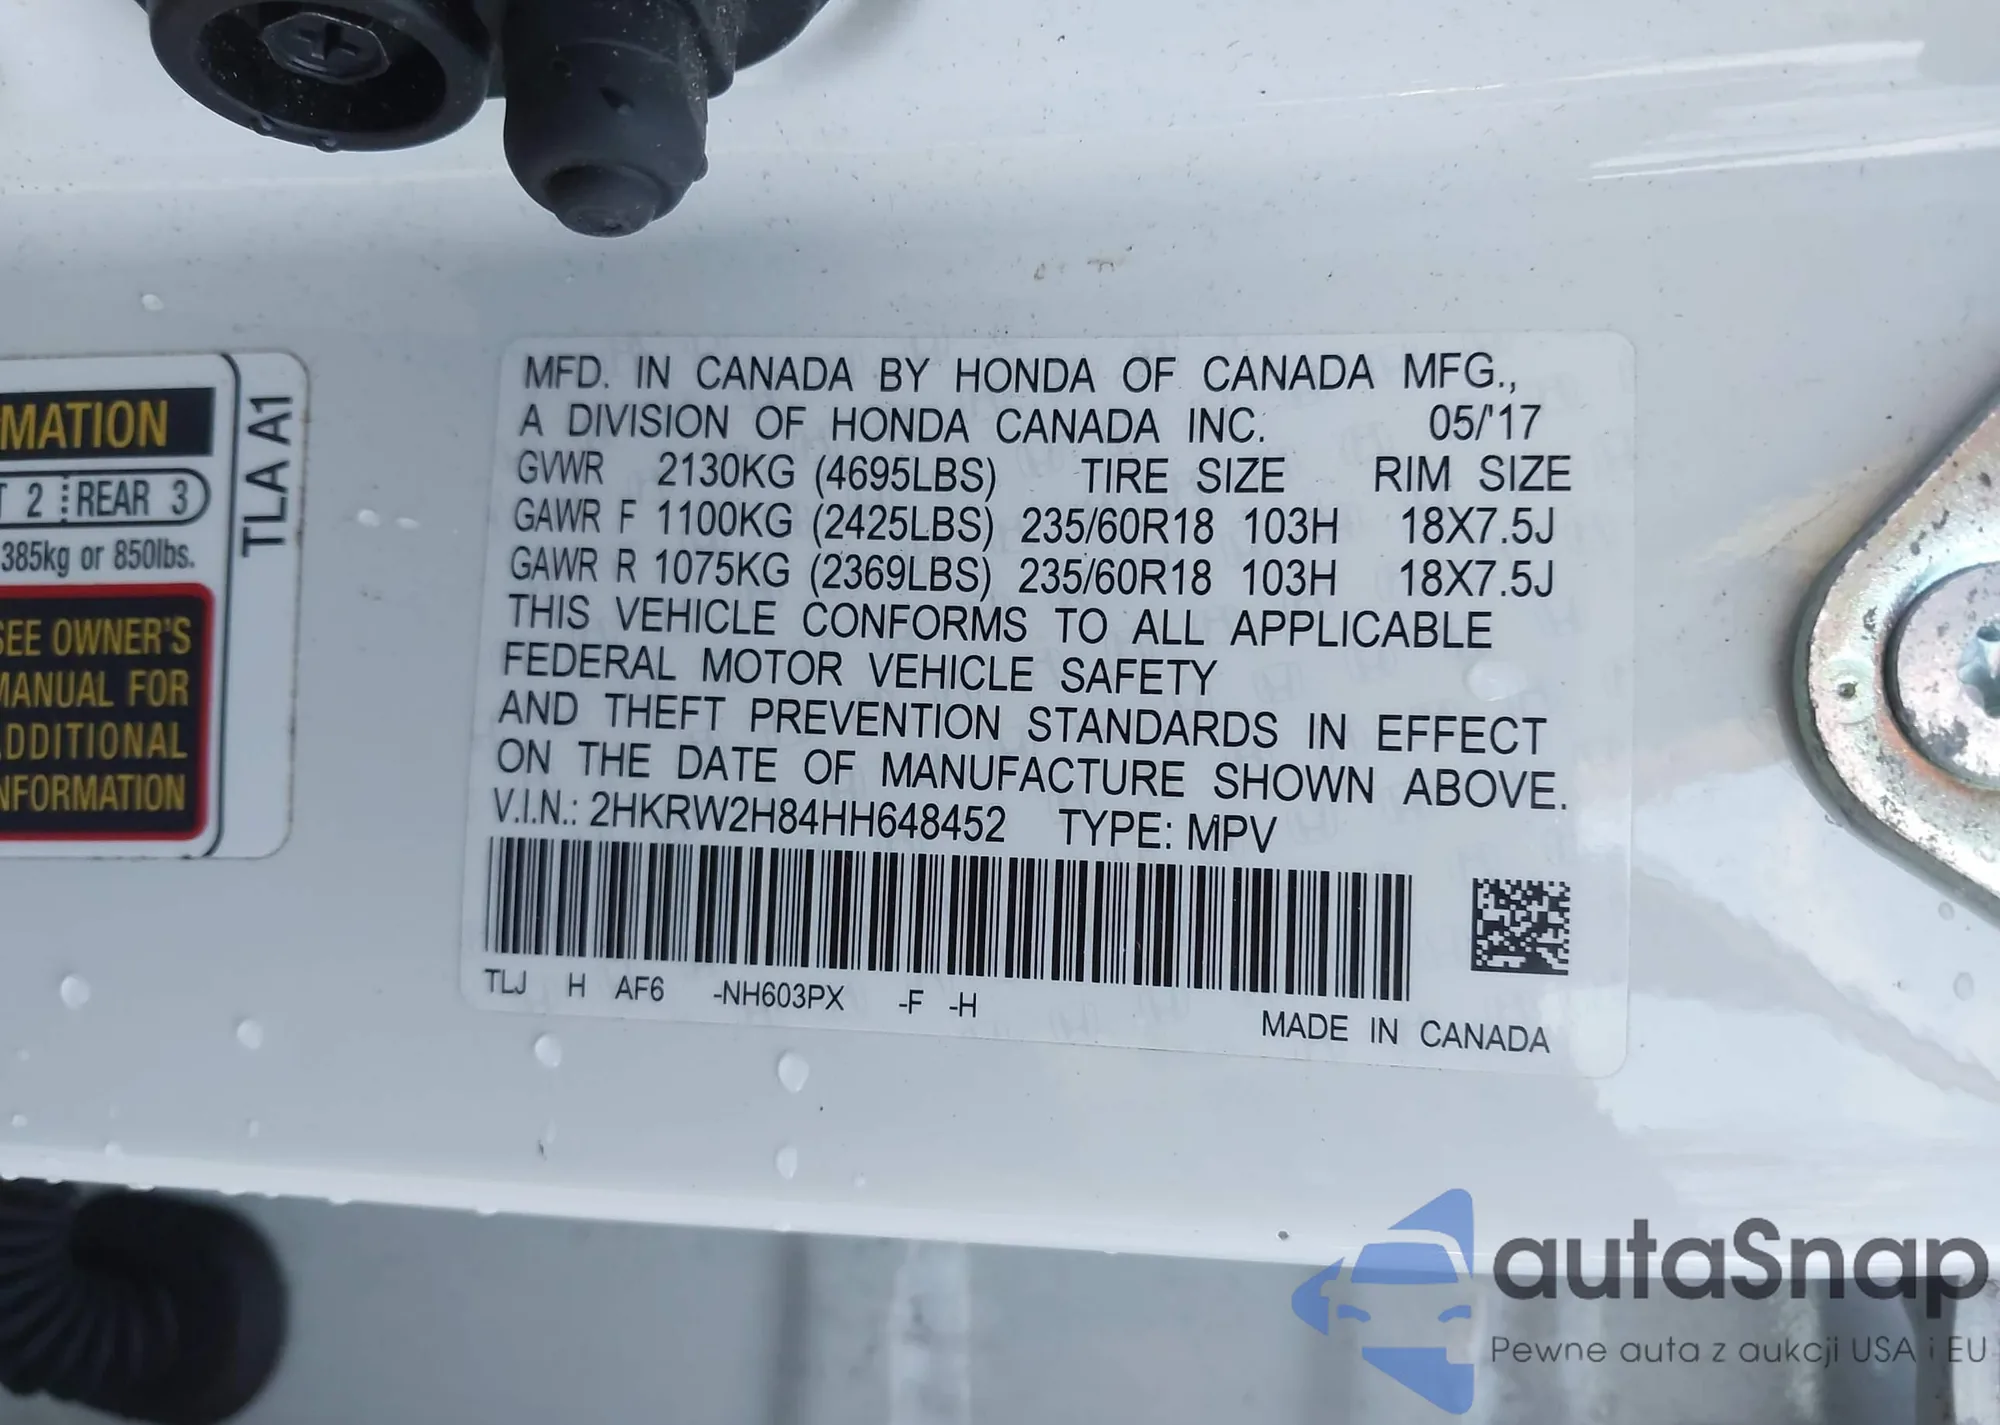 MATION
T 2 REAR 3
385kg or 850lbs.
SEE OWNER'S
MANUAL FOR
ADDITIONAL
INFORMATION
TLA A1
MFD. IN CANADA BY HONDA OF CANADA MFG.,
A DIVISION OF HONDA CANADA INC. 05/'17
GVWR 2130KG (4695LBS) TIRE SIZE RIM SIZE
GAWR F 1100KG (2425LBS) 235/60R18 103H 18X7.5J
GAWR R 1075KG (2369LBS) 235/60R18 103H 18X7.5J
THIS VEHICLE CONFORMS TO ALL APPLICABLE
FEDERAL MOTOR VEHICLE SAFETY
AND THEFT PREVENTION STANDARDS IN EFFECT
ON THE DATE OF MANUFACTURE SHOWN ABOVE.
V.I.N.: 2HKRW2H84HH648452 TYPE: MPV
TLJ H AF6 -NH603PX -F -H
MADE IN CANADA
autaSnap
Pewne auta z aukcji USA i EU